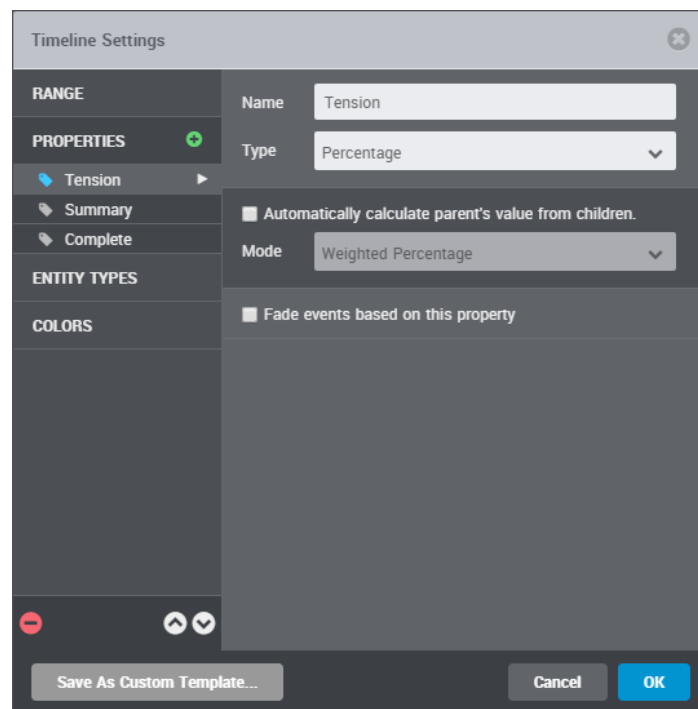 Timeline Settings
RANGE
PROPERTIES
Tension
Summary
Complete
ENTITY TYPES
COLORS
Name Tension
Type Percentage
Automatically calculate parent's value from children.
Mode Weighted Percentage
Fade events based on this property
Save As Custom Template...
Cancel
OK